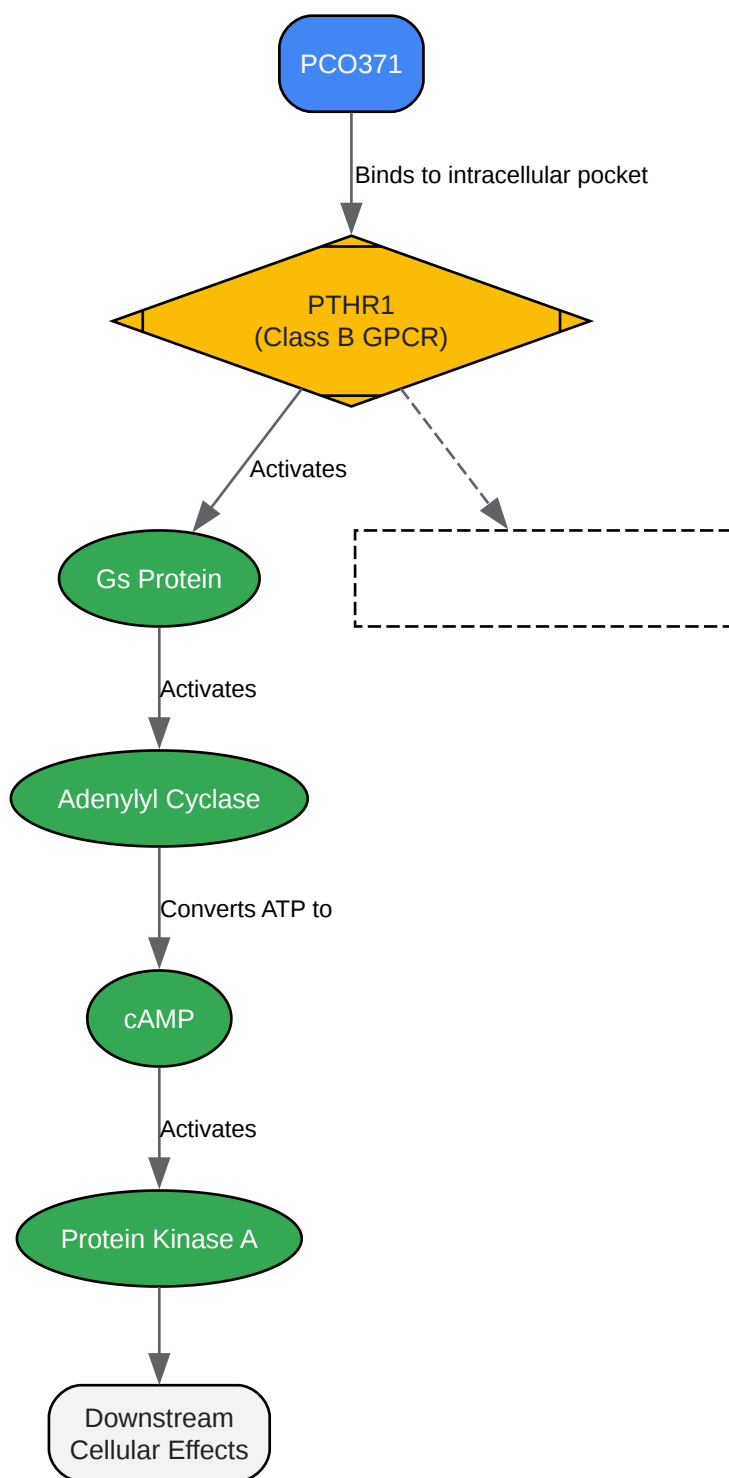 PCO371
Binds to intracellular pocket
PTHR1
(Class B GPCR)
Activates
Gs Protein
Activates
Adenylyl Cyclase
Converts ATP to
cAMP
Activates
Protein Kinase A
Downstream
Cellular Effects